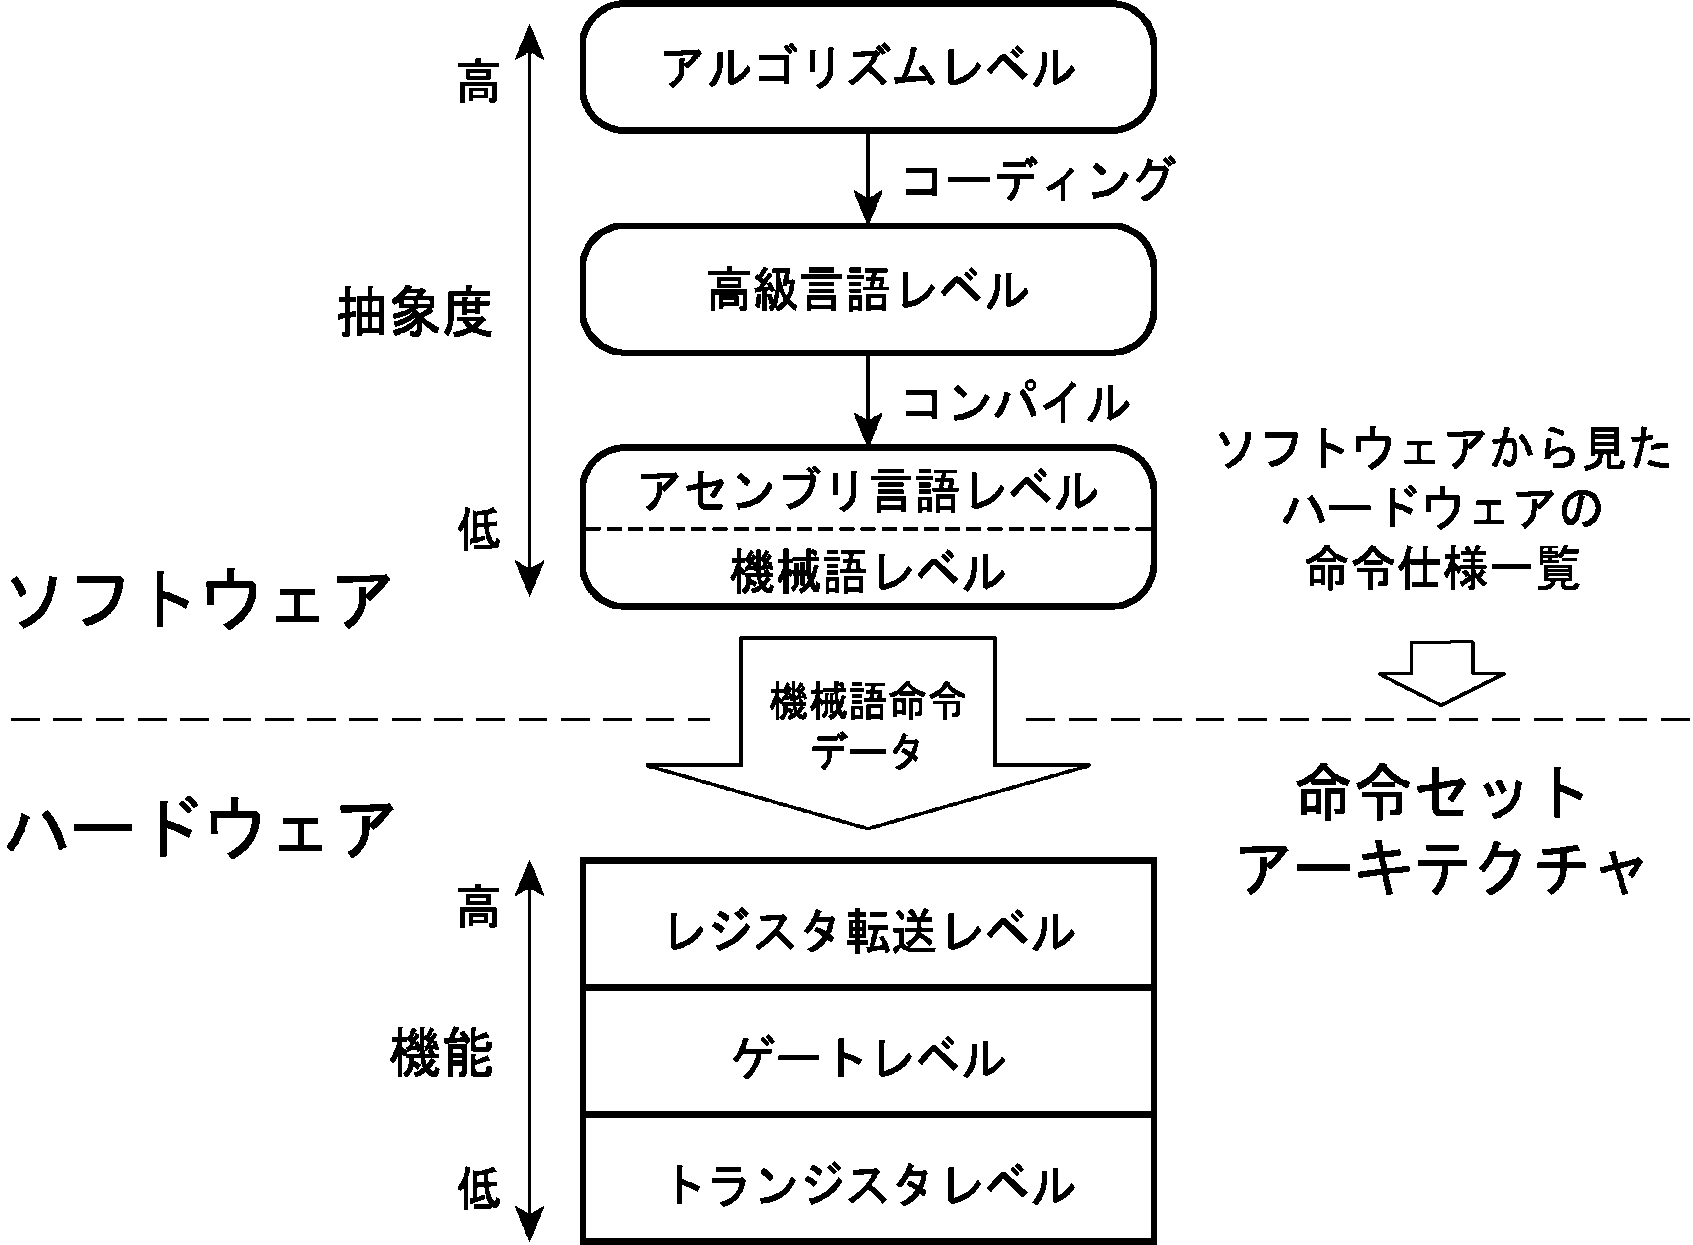 高
アルゴリズムレベル
コーディング
抽象度
高級言語レベル
コンパイル
アセンブリ言語レベル
低
機械語レベル
ソフトウェアから見た
ハードウェアの
命令仕様一覧
ソフトウェア
機械語命令
データ
ハードウェア
命令セット
アーキテクチャ
高
レジスタ転送レベル
機能
ゲートレベル
低
トランジスタレベル